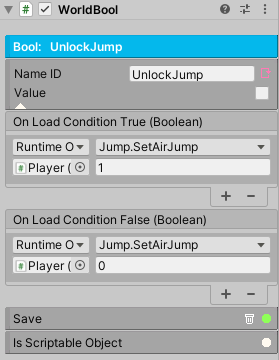 WorldBool
Bool: UnlockJump
Name ID UnlockJump
Value
On Load Condition True (Boolean)
Runtime O Jump.SetAirJump
Player ( 1
On Load Condition False (Boolean)
Runtime O Jump.SetAirJump
Player ( 0
Save
Is Scriptable Object